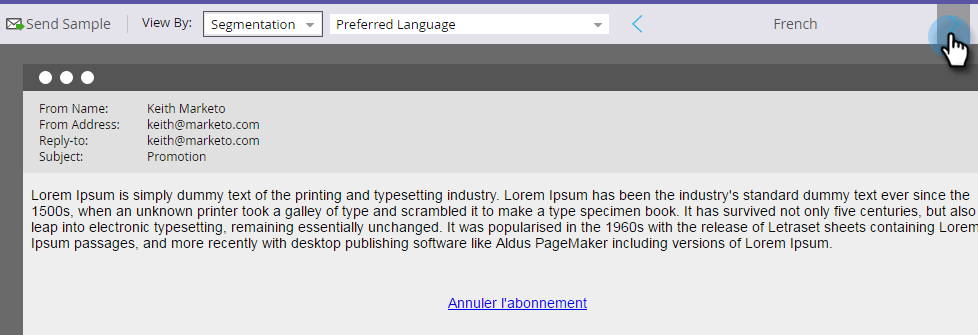 Send Sample View By: Segmentation Preferred Language French
From Name: Keith Marketo
From Address: keith@marketo.com
Reply-to: keith@marketo.com
Subject: Promotion
Lorem Ipsum is simply dummy text of the printing and typesetting industry. Lorem Ipsum has been the industry's standard dummy text ever since the
1500s, when an unknown printer took a galley of type and scrambled it to make a type specimen book. It has survived not only five centuries, but also
leap into electronic typesetting, remaining essentially unchanged. It was popularised in the 1960s with the release of Letraset sheets containing Lorem
Ipsum passages, and more recently with desktop publishing software like Aldus PageMaker including versions of Lorem Ipsum.
Annuler l'abonnement